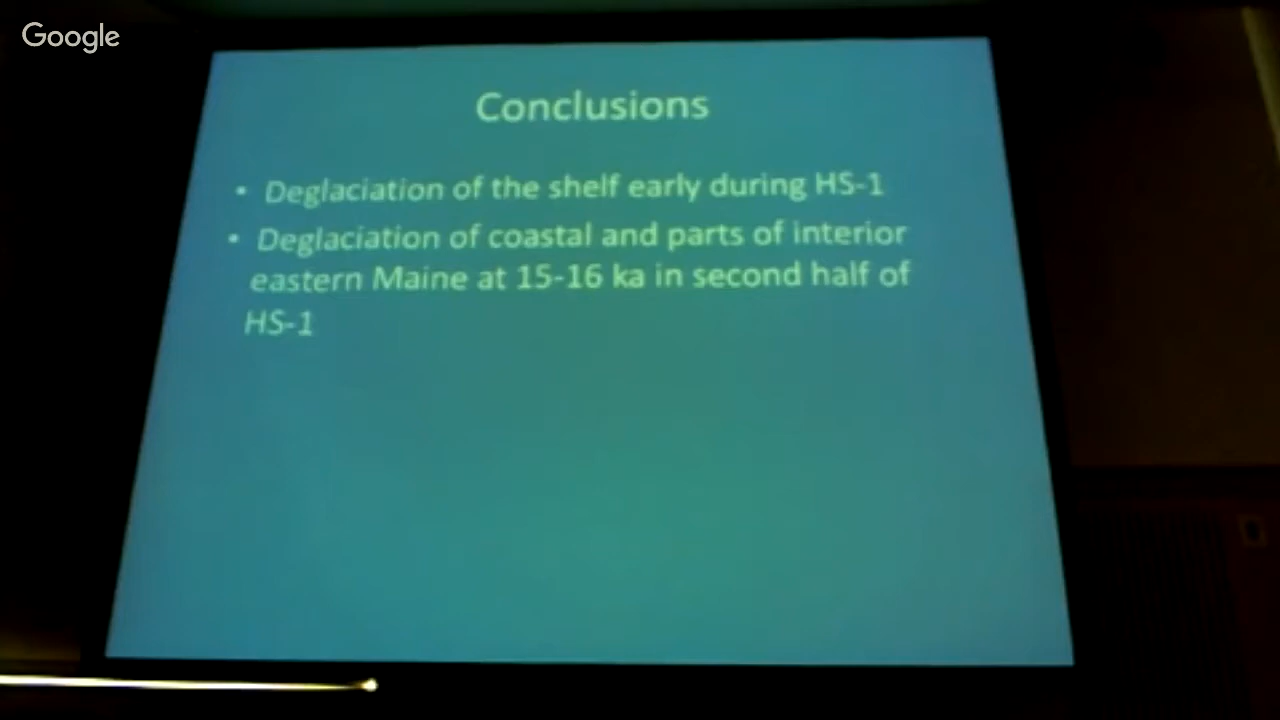 Google
Conclusions
• Deglaciation of the shelf early during HS-1
• Deglaciation of coastal and parts of interior
eastern Maine at 15-16 ka in second half of
HS-1